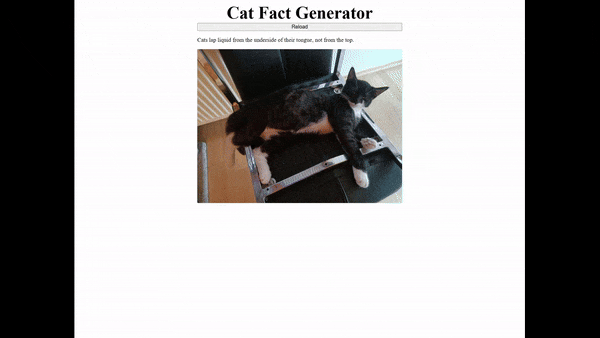 Cat Fact Generator
Reload
Cats lap liquid from the underside of their tongue, not from the top.